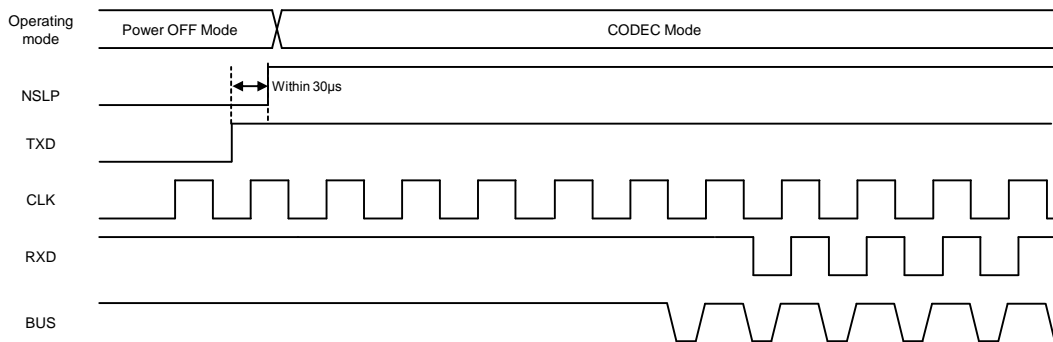 Operating
mode
Power OFF Mode
CODEC Mode
NSLP
Within 30μs
TXD
CLK
RXD
BUS